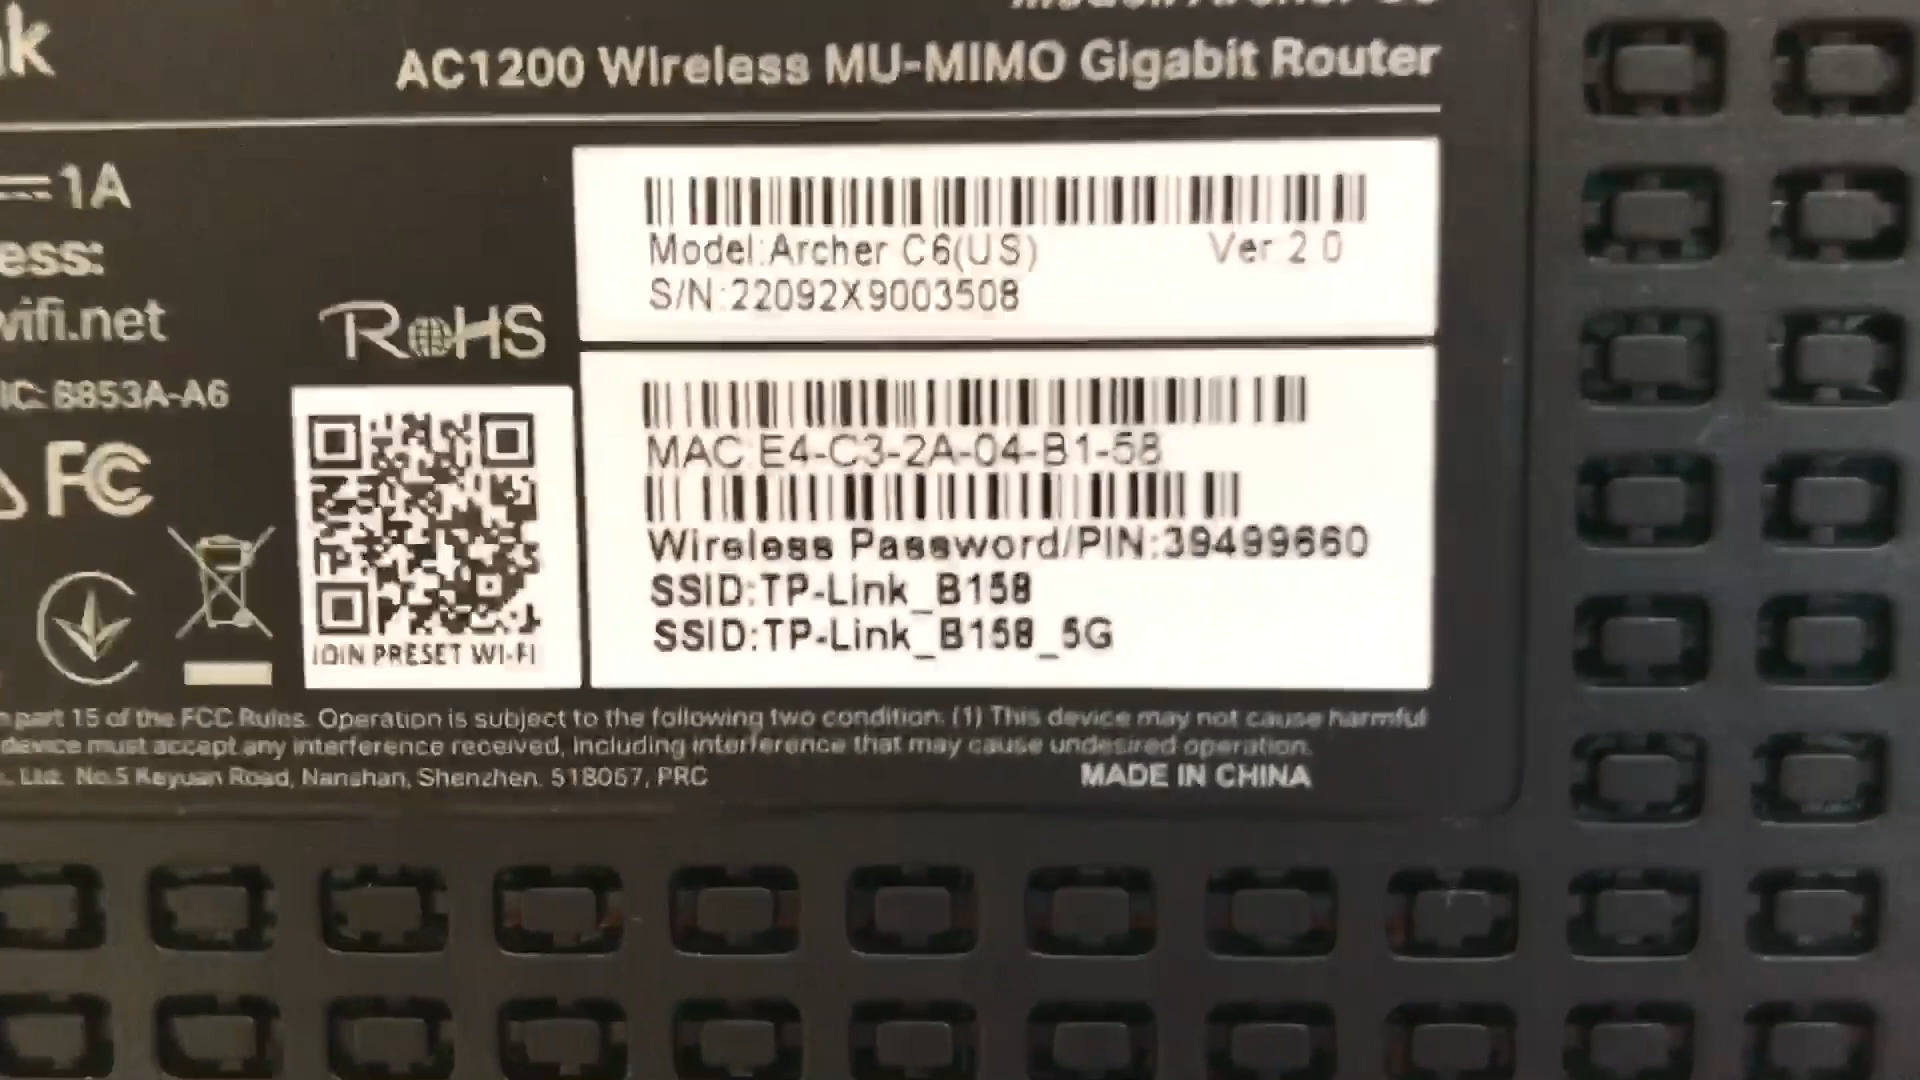 AC1200 Wireless MU-MIMO Gigabit Router
1A
Model:Archer C6(US) Ver 2.0
S/N:22092X9003508
wifi.net
RoHS
IC: 8853A-A6
FC
MAC:E4-C3-2A-04-B1-58
Wireless Password/PIN:39499660
SSID:TP-Link_B158
SSID:TP-Link_B158_5G
JOIN PRESET WI-FI
part 15 of the FCC Rules. Operation is subject to the following two condition. (1) This device may not cause harmful
device must accept any interference received, including interference that may cause undesired operation.
Ltd. No.5 Keyuan Road, Nanshan, Shenzhen. 518057, PRC
MADE IN CHINA